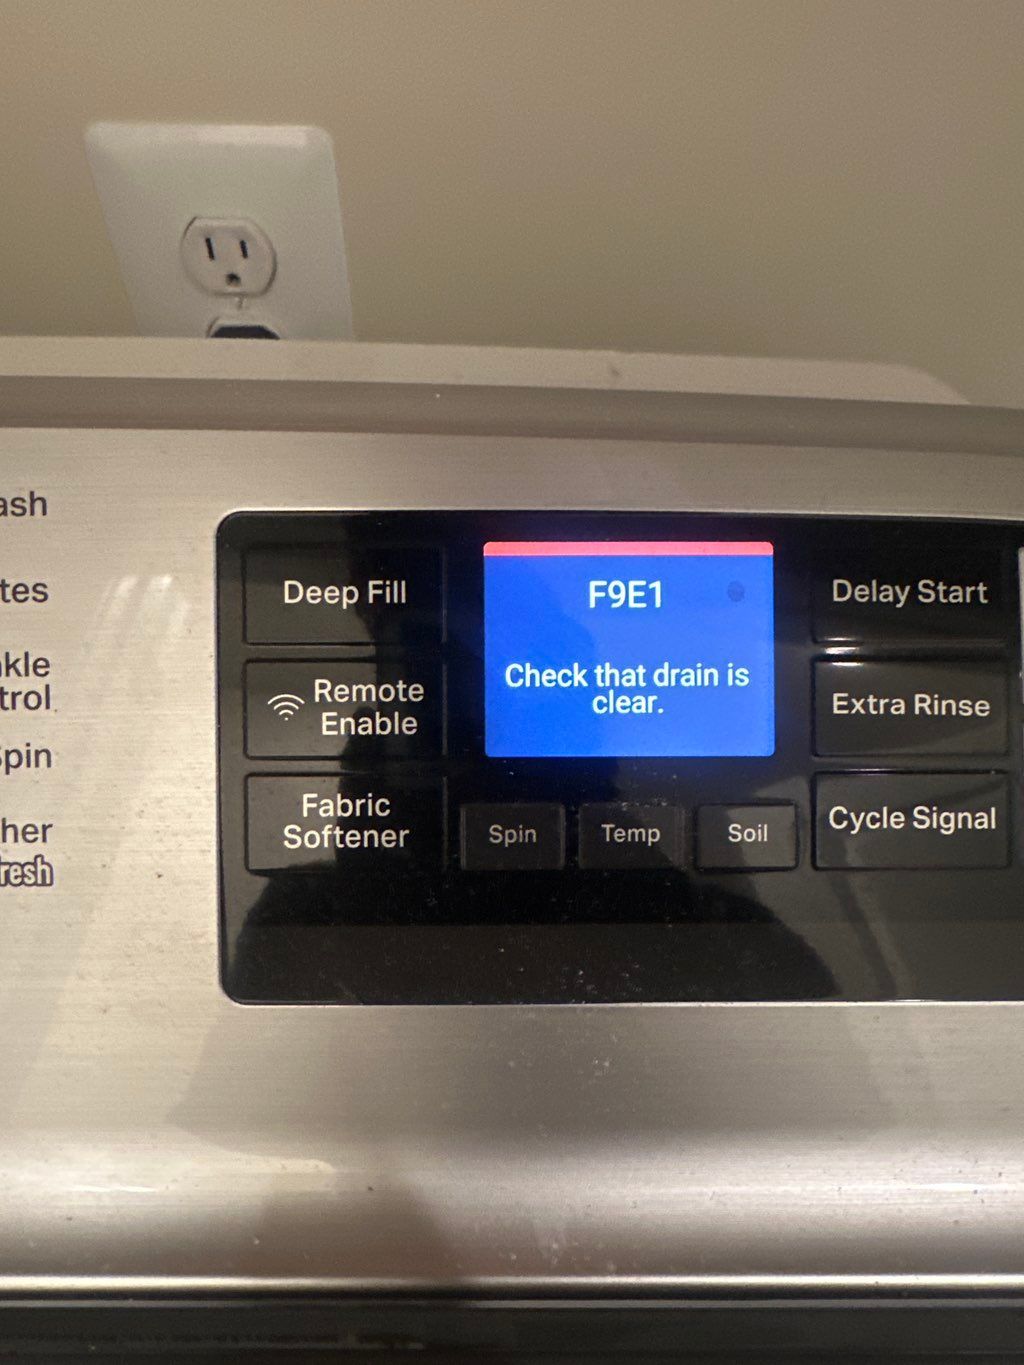 ash
tes
kle
trol
Spin
her
resh
Deep Fill
Remote
Enable
Fabric
Softener
F9E1
Check that drain is
clear.
Spin
Temp
Soil
Delay Start
Extra Rinse
Cycle Signal